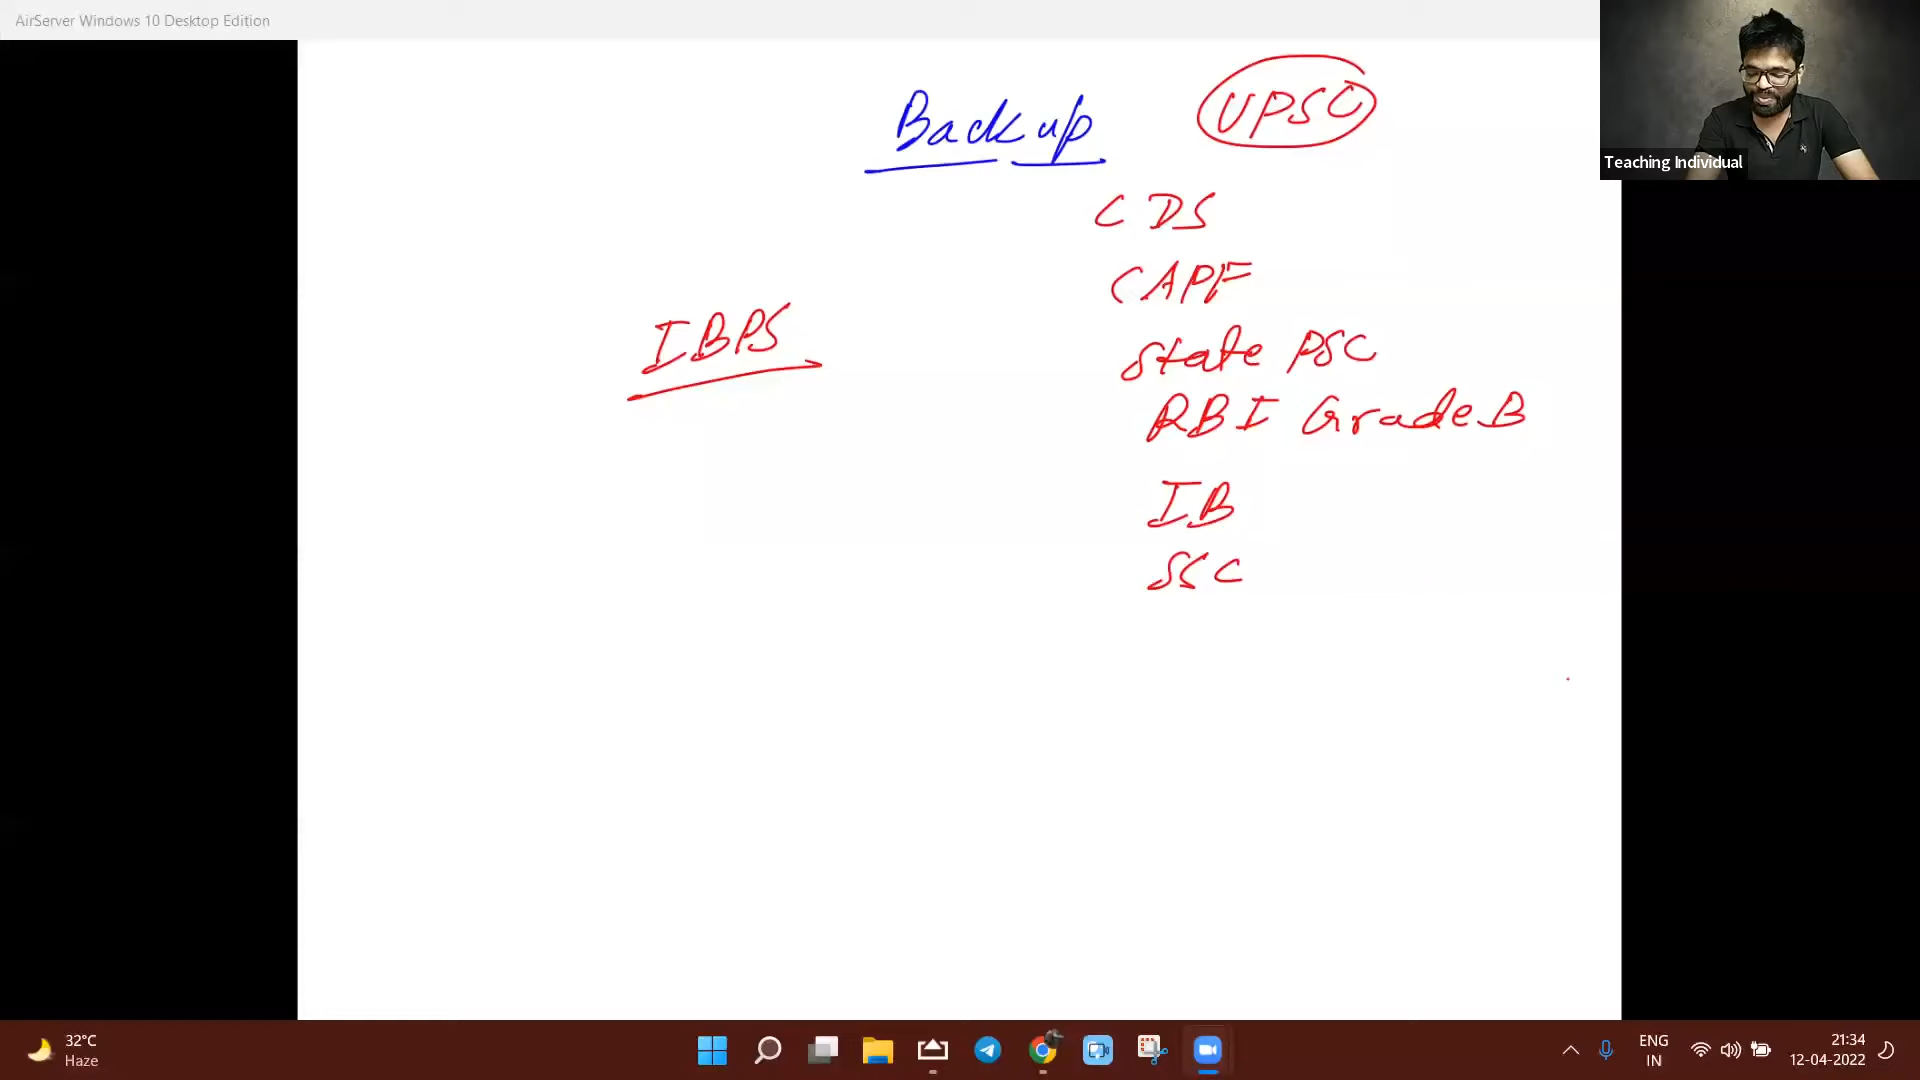 AirServer Windows 10 Desktop Edition
Backup
UPSC
Teaching Individual
CDS
CAPF
IBPS
State PSC
RBI Grade B
IB
SSC
32°C
Haze
ENG
IN
21:34
12-04-2022